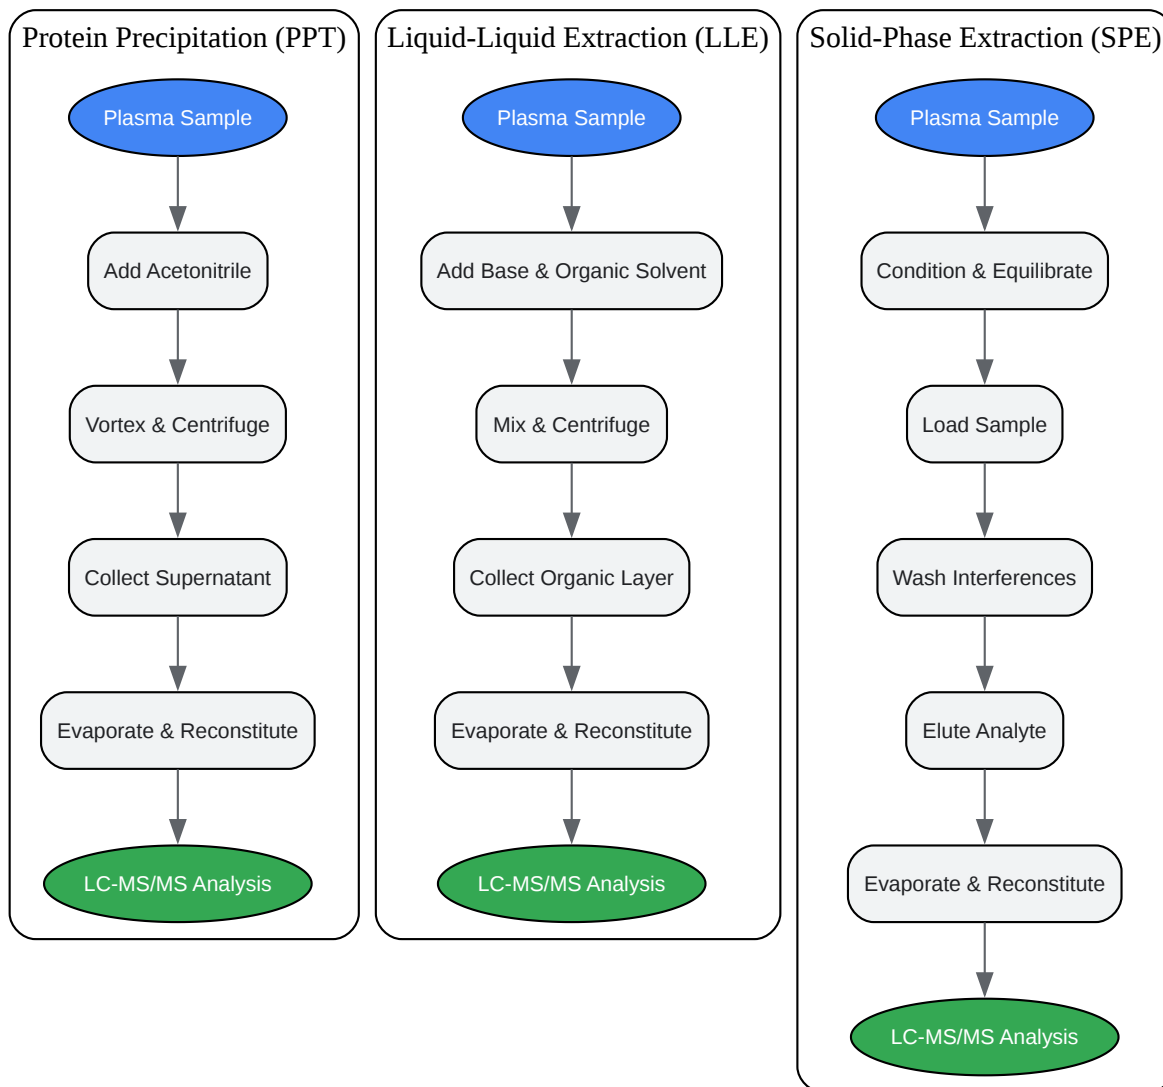 Protein Precipitation (PPT)
Plasma Sample
Add Acetonitrile
Vortex & Centrifuge
Collect Supernatant
Evaporate & Reconstitute
LC-MS/MS Analysis
Liquid-Liquid Extraction (LLE)
Plasma Sample
Add Base & Organic Solvent
Mix & Centrifuge
Collect Organic Layer
Evaporate & Reconstitute
LC-MS/MS Analysis
Solid-Phase Extraction (SPE)
Plasma Sample
Condition & Equilibrate
Load Sample
Wash Interferences
Elute Analyte
Evaporate & Reconstitute
LC-MS/MS Analysis